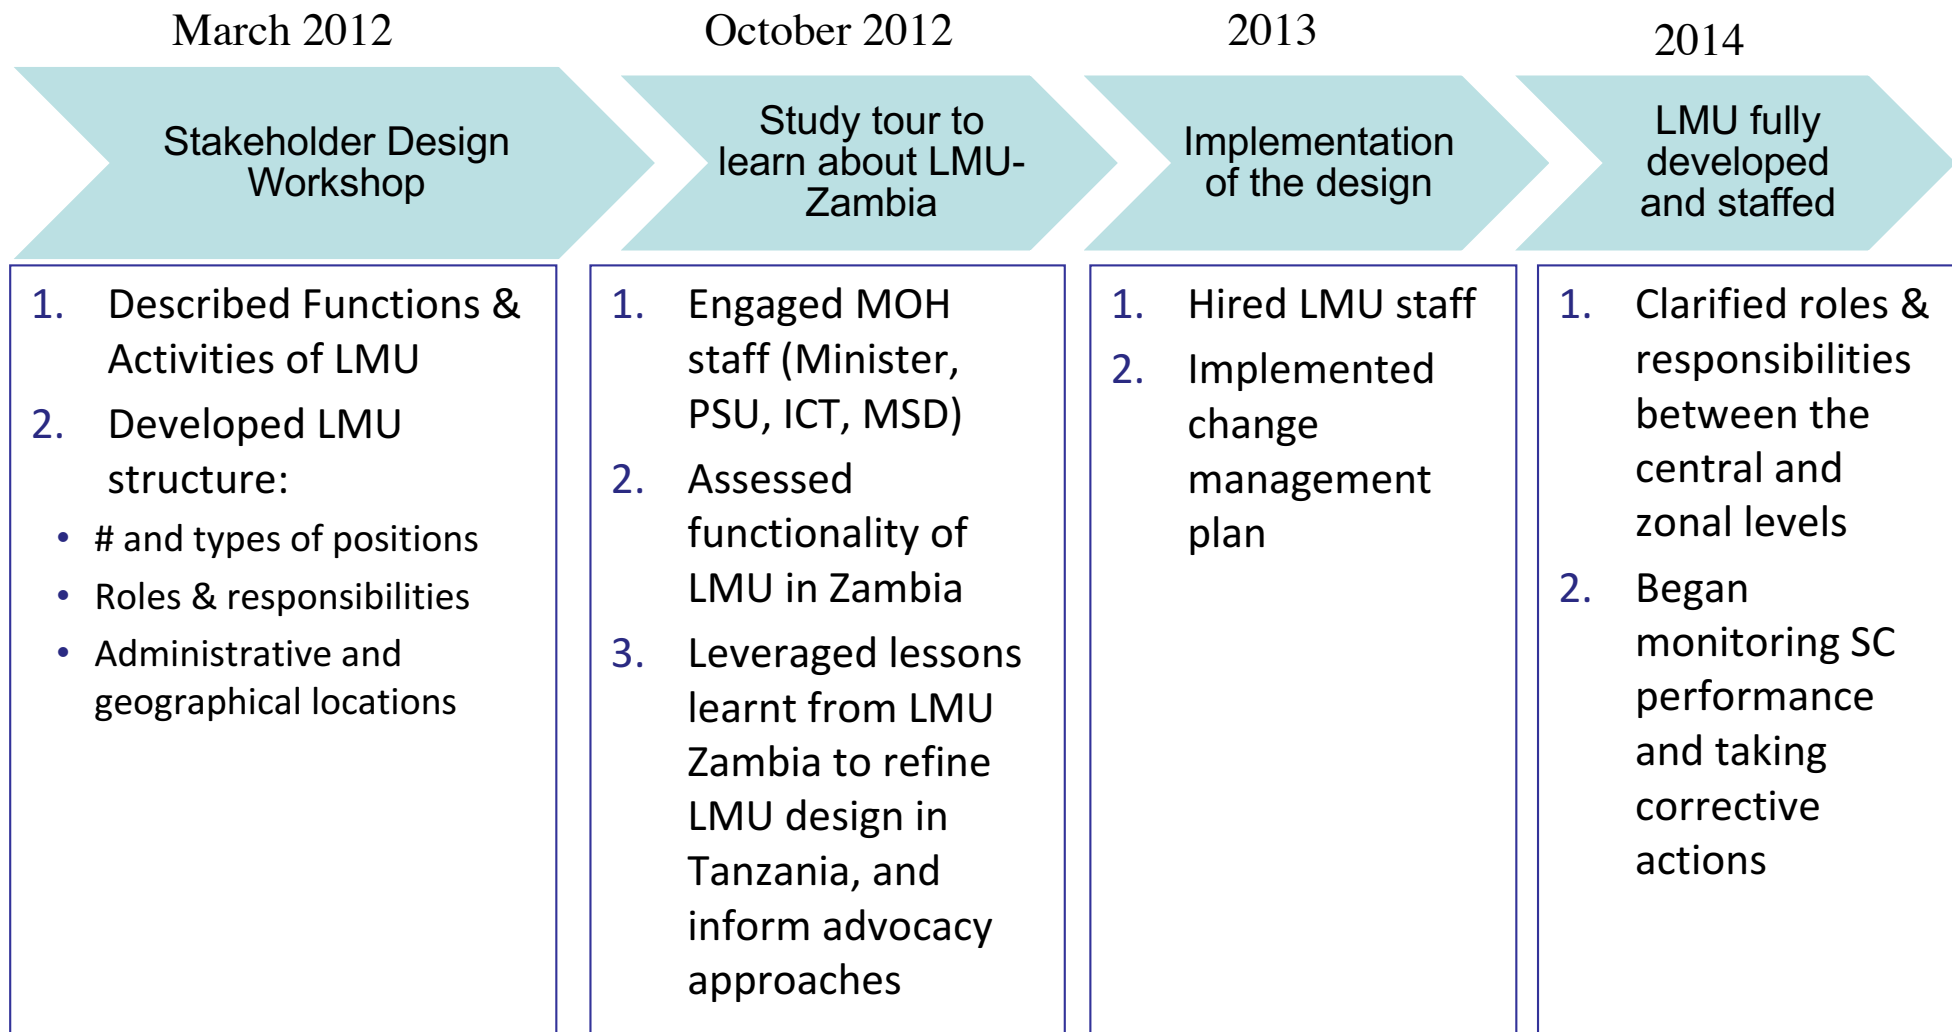 March 2012
October 2012
2013
2014
Stakeholder Design
Workshop
Study tour to
learn about LMU-
Zambia
Implementation
of the design
LMU fully
developed
and staffed
1. Described Functions &
Activities of LMU
2. Developed LMU
structure:
• # and types of positions
• Roles & responsibilities
• Administrative and
geographical locations
1. Engaged MOH
staff (Minister,
PSU, ICT, MSD)
2. Assessed
functionality of
LMU in Zambia
3. Leveraged lessons
learnt from LMU
Zambia to refine
LMU design in
Tanzania, and
inform advocacy
approaches
1. Hired LMU staff
2. Implemented
change
management
plan
1. Clarified roles &
responsibilities
between the
central and
zonal levels
2. Began
monitoring SC
performance
and taking
corrective
actions